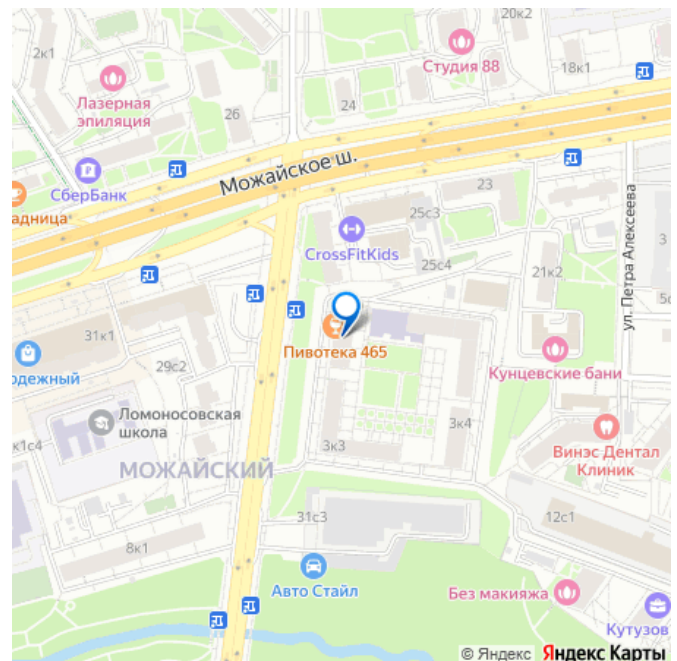 20к2
2к1
Студия 88
18к1
Лазерная
эпиляция
24
26
Можайское ш.
СберБанк
23
адница
25с3
ул. Петра Алексеева
CrossFitKids
3
25с4
21к2
5с
31к1
Пивотека 465
Кунцевские бани
одежный
29с2
Ломоносовская
школа
3к4
Винэс Дентал
Клиник
к1с4
3к3
МОЖАЙСКИЙ
31с3
12с1
8к1
Авто Стайл
Без макияжа
Кутузов
© Яндекс Яндекс Карты